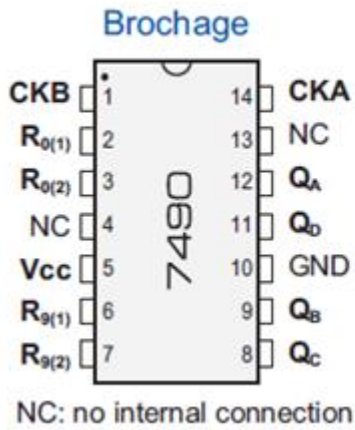 Brochage
CKB 1 14 CKA
R0(1) 2 13 NC
R0(2) 3 12 QA
NC 4 11 QD
Vcc 5 10 GND
R9(1) 6 9 QB
R9(2) 7 8 QC
7490
NC: no internal connection